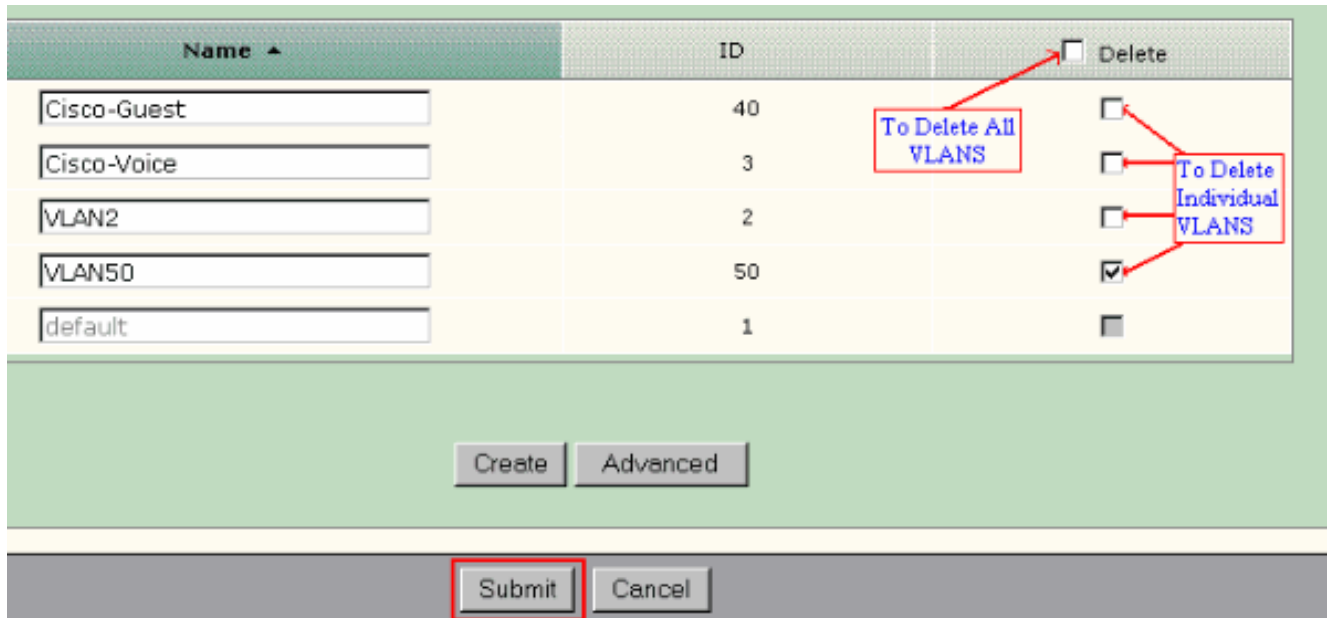 Name ▲ ID Delete
Cisco-Guest 40
To Delete All
VLANS
Cisco-Voice 3
To Delete
Individual
VLANS
VLAN2 2
VLAN50 50
default 1
Create Advanced
Submit Cancel